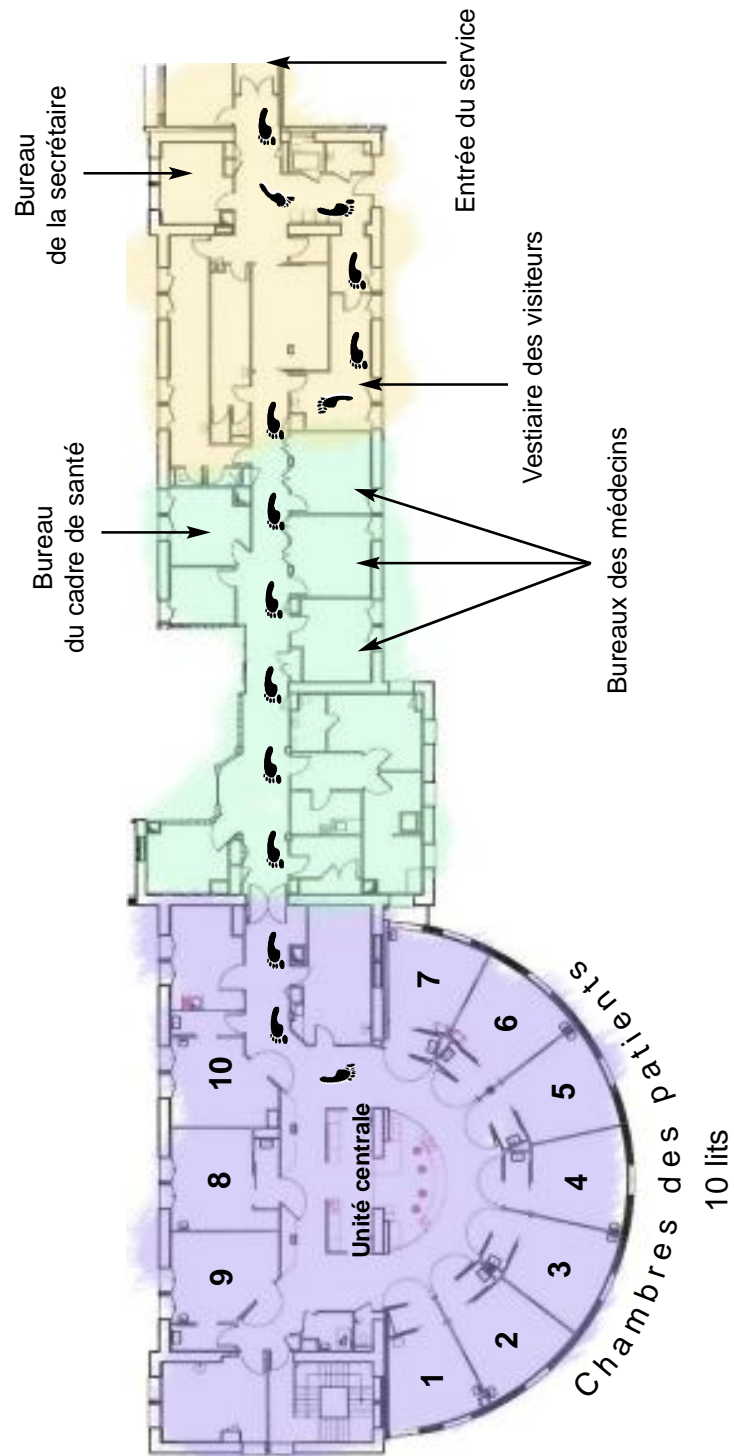 Bureau
de la secrétaire
Entrée du service
Vestiaire des visiteurs
Bureau
du cadre de santé
Bureaux des médecins
10
8
9
Unité centrale
7
6
5
4
3
2
1
Chambres des patients
10 lits